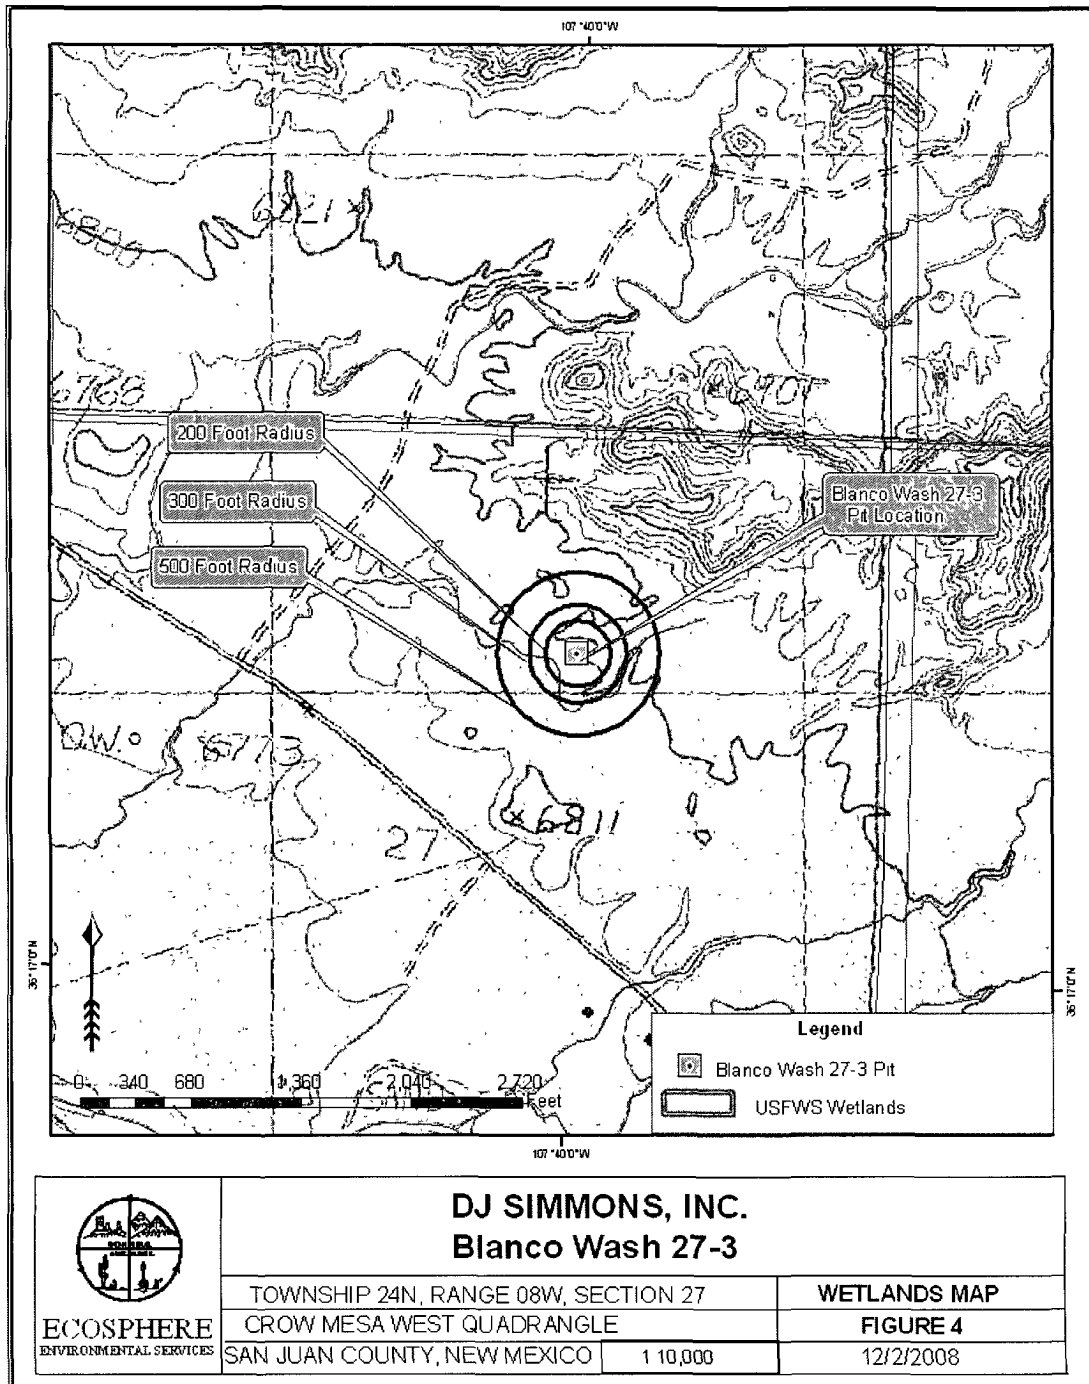 107 °40'0"W
6821
6800
6768
200 Foot Radius
300 Foot Radius
500 Foot Radius
Blanco Wash 27-3
Pit Location
D.W.
6773
6811
27
36°17'0"N
36°17'0"N
0 340 680 1,360 2,040 2,720
Feet
Legend
Blanco Wash 27-3 Pit
USFWS Wetlands
107 °40'0"W
DJ SIMMONS, INC.
Blanco Wash 27-3
TOWNSHIP 24N, RANGE 08W, SECTION 27
WETLANDS MAP
CROW MESA WEST QUADRANGLE
FIGURE 4
SAN JUAN COUNTY, NEW MEXICO
1 10,000
12/2/2008
ECOSPHERE
ENVIRONMENTAL SERVICES